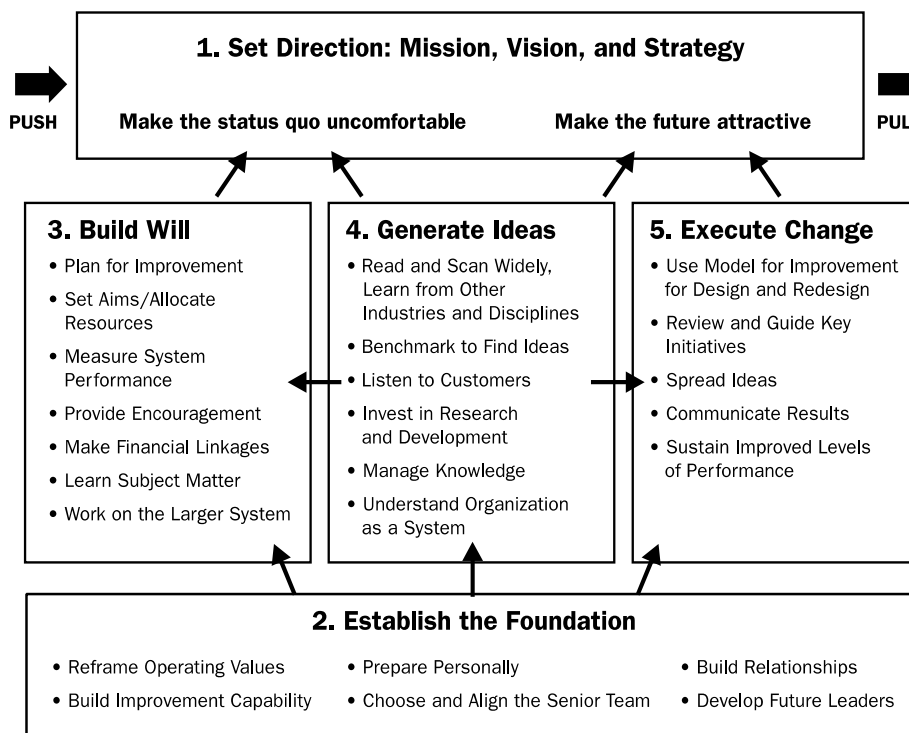 1. Set Direction: Mission, Vision, and Strategy
PUSH
Make the status quo uncomfortable
Make the future attractive
PUL
3. Build Will
• Plan for Improvement
• Set Aims/Allocate
Resources
• Measure System
Performance
• Provide Encouragement
• Make Financial Linkages
• Learn Subject Matter
• Work on the Larger System
4. Generate Ideas
• Read and Scan Widely,
Learn from Other
Industries and Disciplines
• Benchmark to Find Ideas
• Listen to Customers
• Invest in Research
and Development
• Manage Knowledge
• Understand Organization
as a System
5. Execute Change
• Use Model for Improvement
for Design and Redesign
• Review and Guide Key
Initiatives
• Spread Ideas
• Communicate Results
• Sustain Improved Levels
of Performance
2. Establish the Foundation
• Reframe Operating Values
• Build Improvement Capability
• Prepare Personally
• Choose and Align the Senior Team
• Build Relationships
• Develop Future Leaders